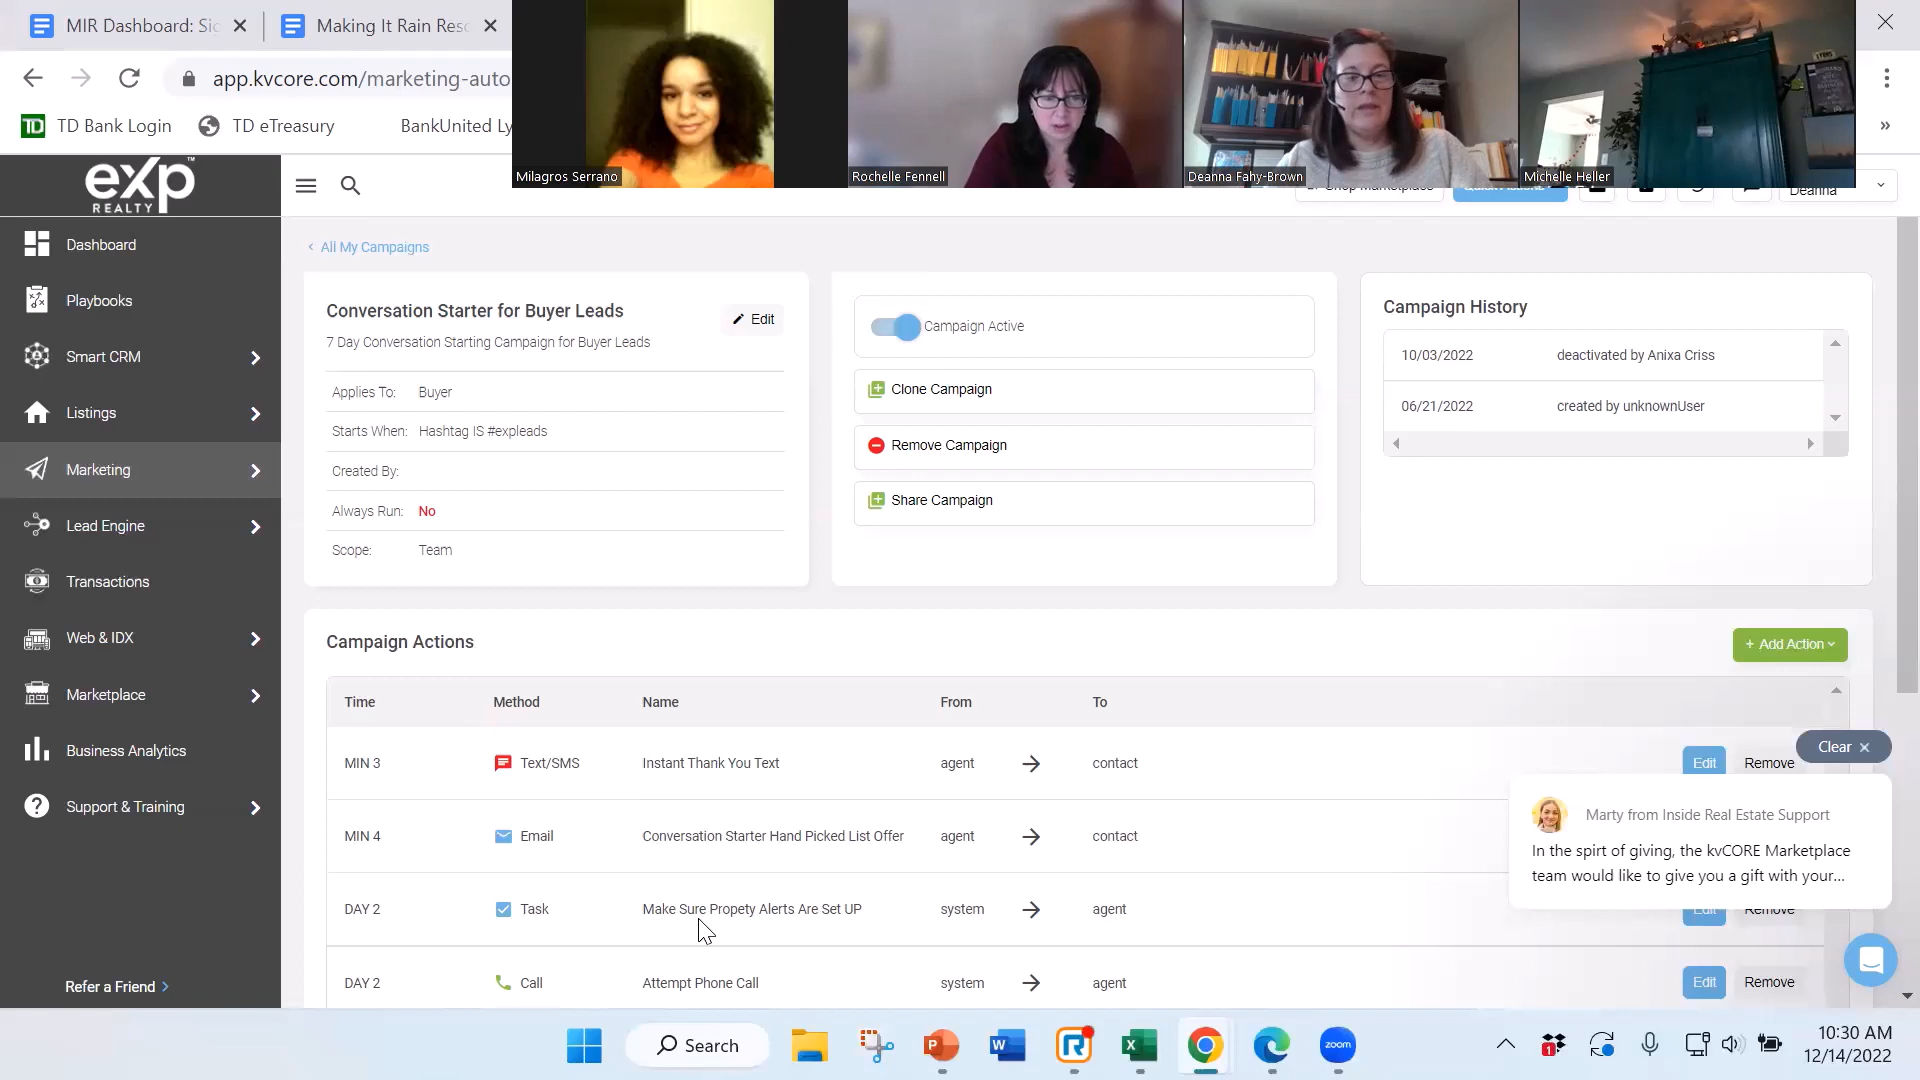 MIR Dashboard: Sig
Making It Rain Reso
app.kvcore.com/marketing-auto
TD Bank Login
TD eTreasury
BankUnited Ly
Milagros Serrano
Rochelle Fennell
Deanna Fahy-Brown
Michelle Heller
exp
REALTY
Shop Marketplace
Deanna
Dashboard
Playbooks
Smart CRM
Listings
Marketing
Lead Engine
Transactions
Web & IDX
Marketplace
Business Analytics
Support & Training
Refer a Friend
All My Campaigns
Conversation Starter for Buyer Leads
Edit
7 Day Conversation Starting Campaign for Buyer Leads
Applies To: Buyer
Starts When: Hashtag IS #expleads
Created By:
Always Run: No
Scope: Team
Campaign Active
Clone Campaign
Remove Campaign
Share Campaign
Campaign History
10/03/2022 deactivated by Anixa Criss
06/21/2022 created by unknownUser
Campaign Actions
+ Add Action
Time Method Name From To
MIN 3 Text/SMS Instant Thank You Text agent contact Edit Remove
MIN 4 Email Conversation Starter Hand Picked List Offer agent contact
DAY 2 Task Make Sure Propety Alerts Are Set UP system agent Edit Remove
DAY 2 Call Attempt Phone Call system agent Edit Remove
Clear
Marty from Inside Real Estate Support
In the spirt of giving, the kvCORE Marketplace
team would like to give you a gift with your...
Search
zoom
10:30 AM
12/14/2022